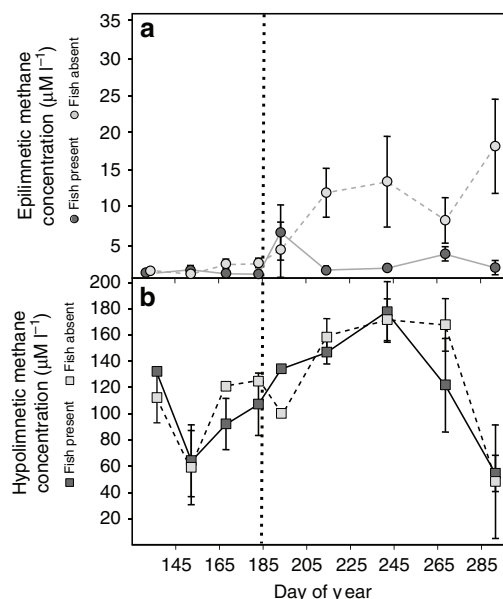 a
Epilimnetic methane
concentration (μM l⁻¹)
Fish present Fish absent
35
30
25
20
15
10
5
b
Hypolimnetic methane
concentration (μM l⁻¹)
Fish present Fish absent
200
180
160
140
120
100
80
60
40
20
145 165 185 205 225 245 265 285
Day of year